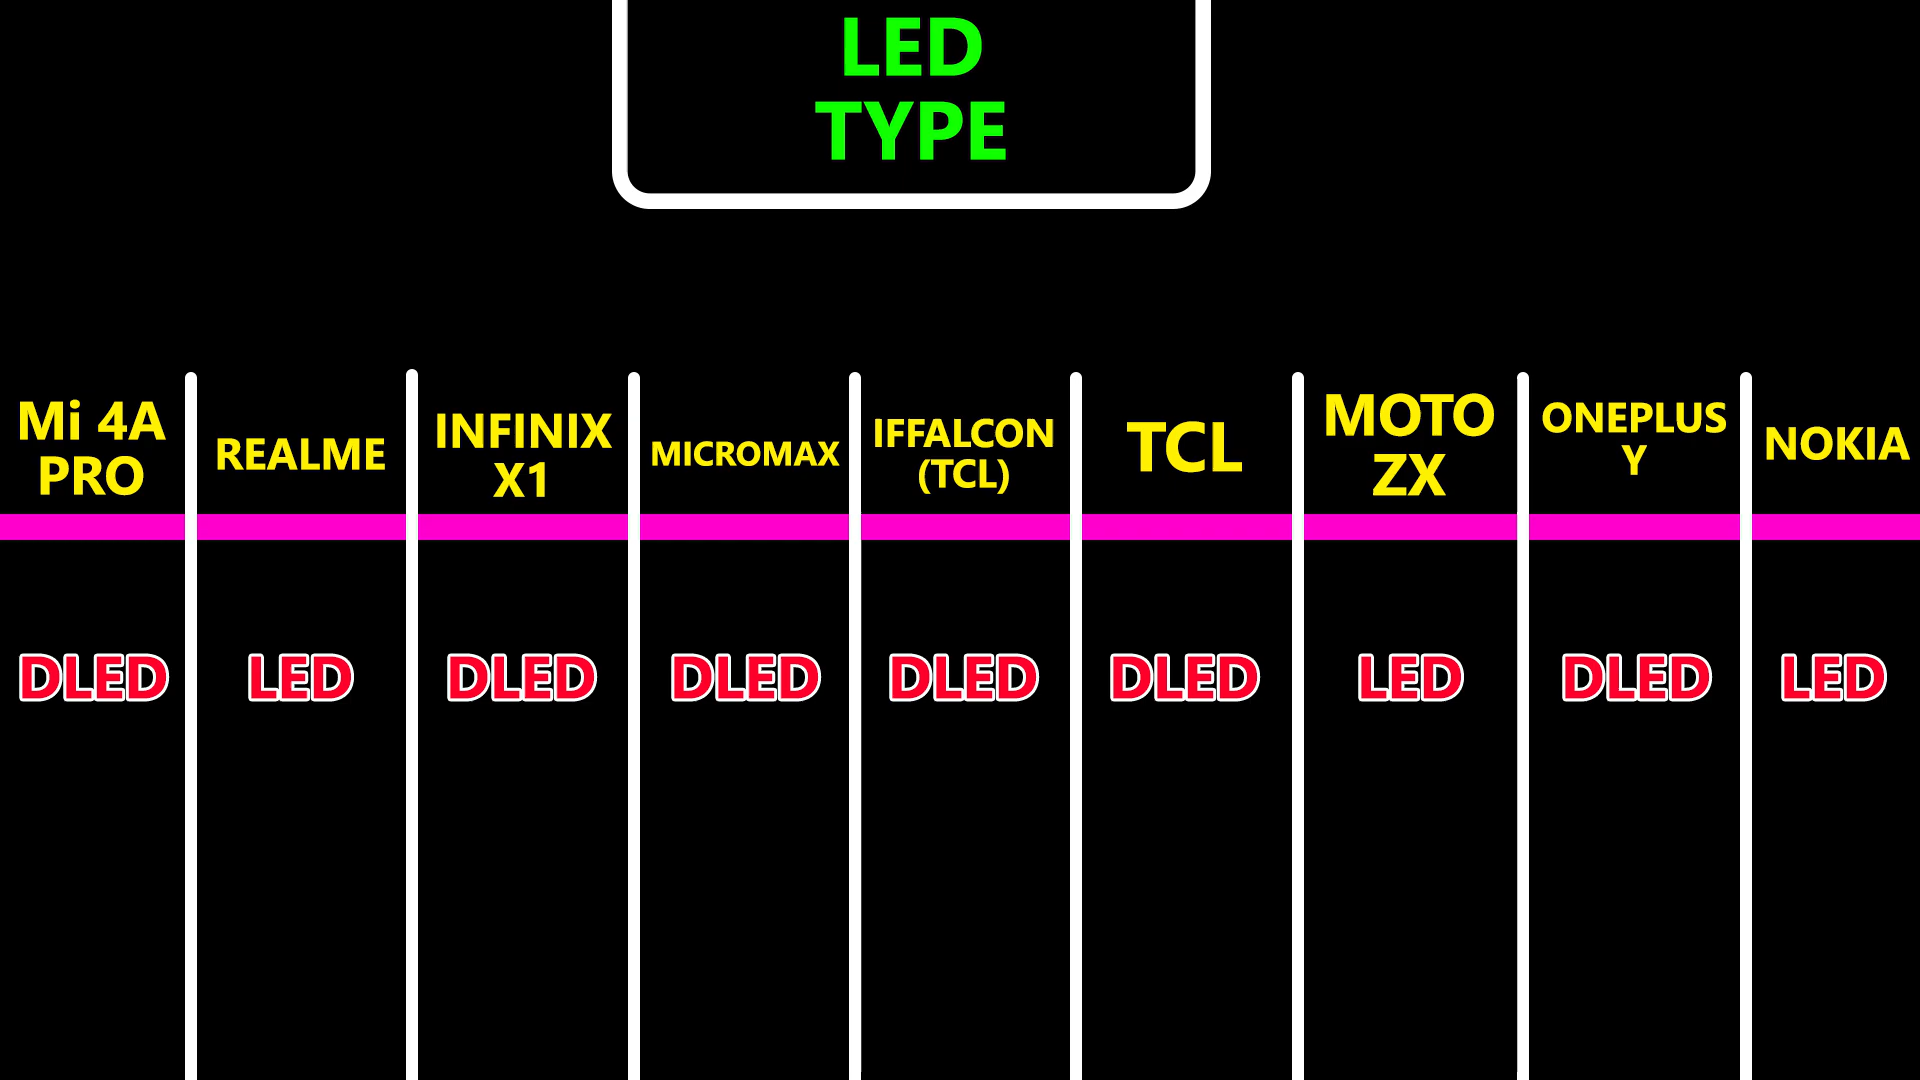 LED
TYPE
Mi 4A
PRO
REALME
INFINIX
X1
MICROMAX
IFFALCON
(TCL)
TCL
MOTO
ZX
ONEPLUS
Y
NOKIA
DLED
LED
DLED
DLED
DLED
DLED
LED
DLED
LED